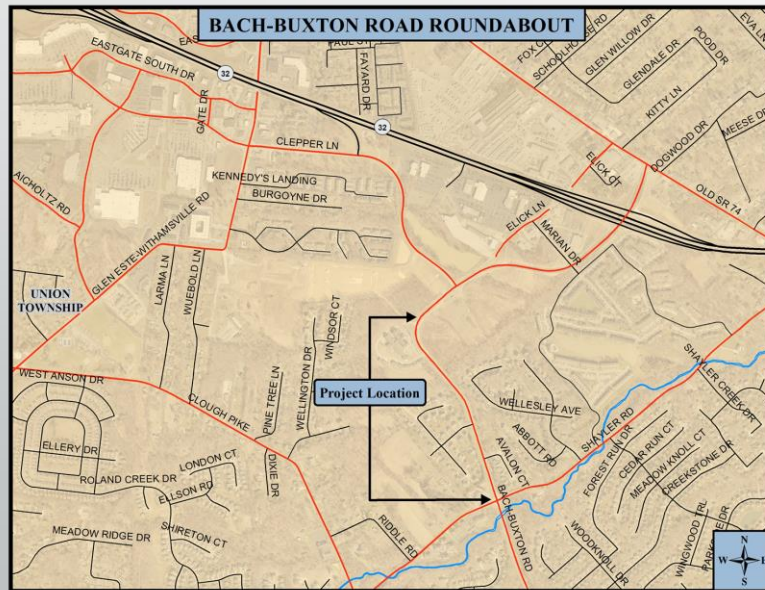 BACH-BUXTON ROAD ROUNDABOUT
EASTGATE SOUTH DR
32
GATE DR
FAYARD DR
FOX
SCHOOLHOUSE RD
GLEN WILLOW DR
GLENDALE DR
POOD DR
EVA LN
KITTY LN
MEESE DR
DOGWOOD DR
32
CLEPPER LN
ELICK CT
OLD SR 74
KENNEDY'S LANDING
BURGOYNE DR
AICHOLTZ RD
GLEN ESTE-WITHAMSVILLE RD
ELICK LN
MARIAN DR
LARMA LN
WUEBOLD LN
UNION
TOWNSHIP
WINDSOR CT
WELLINGTON DR
PINE TREE LN
Project Location
WEST ANSON DR
CLOUGH PIKE
WELLESLEY AVE
SHAYLER CREEK DR
SHAYLER RD
ABBOTT RD
AVALON CT
FOREST RUN DR
CEDAR RUN CT
MEADOW KNOLL CT
CREEKSTONE DR
ELLERY DR
LONDON CT
ROLAND CREEK DR
ELLSON RD
DIXIE DR
BACH-BUXTON RD
RIDDLE RD
SHIRETON CT
MEADOW RIDGE DR
WOODKNOLL DR
WINGWOOD TRL
N
W
S